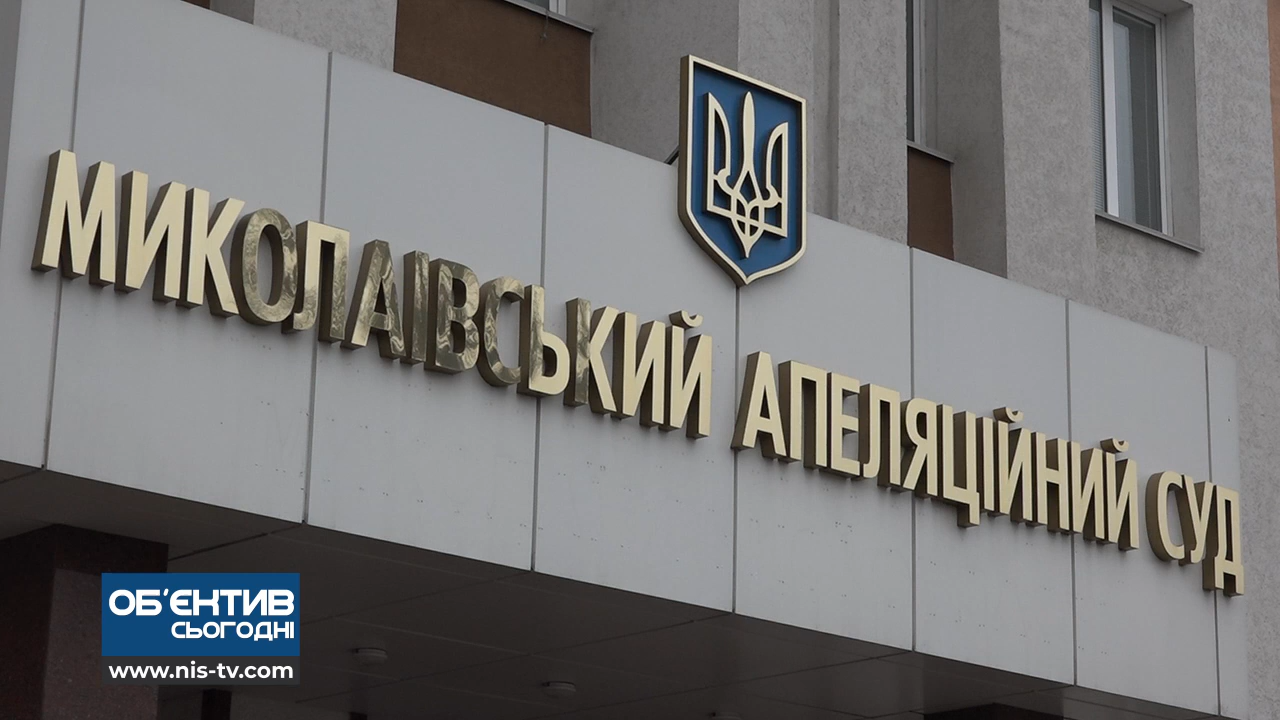 МИКОЛАЇВСЬКИЙ АПЕЛЯЦІЙНИЙ СУД
ОБ'ЄКТИВ
СЬОГОДНІ
www.nis-tv.com